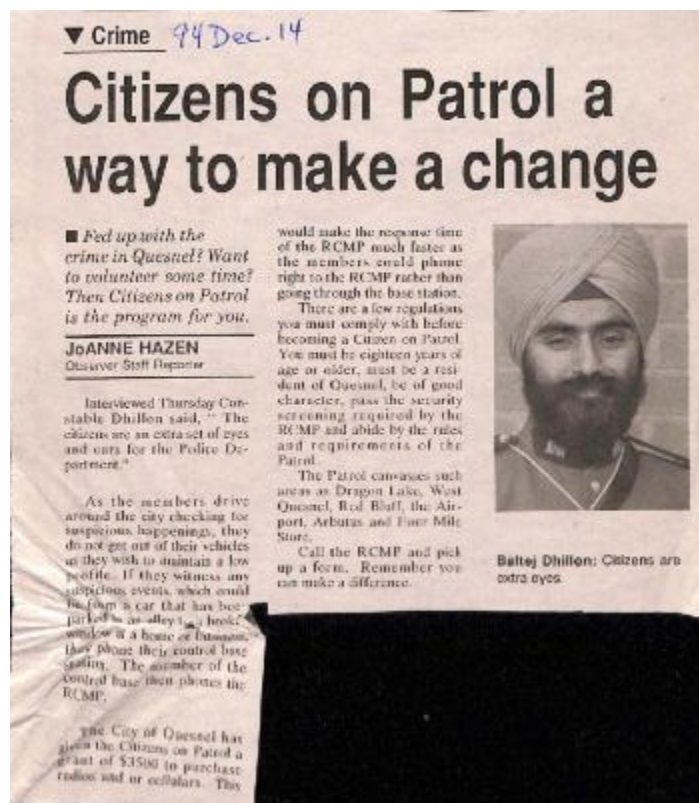 ▼ Crime 94 Dec. 14
Citizens on Patrol a
way to make a change
■ Fed up with the
crime in Quesnel? Want
to volunteer some time?
Then Citizens on Patrol
is the program for you.
JoANNE HAZEN
Observer Staff Reporter
Interviewed Thursday Con-
stable Dhillon said, " The
citizens are an extra set of eyes
and ears for the Police De-
partment."
As the members drive
around the city checking for
suspicious happenings, they
do not get out of their vehicles
as they wish to maintain a low
profile. If they witness any
suspicious events, which could
be from a car that has been
parked in an alley to a broken
window in a home or business,
they phone their control base
station. The member of the
control base then phones the
RCMP.
The City of Quesnel has
given the Citizens on Patrol a
grant of $3500 to purchase
radios and or cellulars. This
would make the response time
of the RCMP much faster as
the members could phone
right to the RCMP rather than
going through the base station.
There are a few regulations
you must comply with before
becoming a Citizen on Patrol.
You must be eighteen years of
age or older, must be a resi-
dent of Quesnel, be of good
character, pass the security
screening required by the
RCMP and abide by the rules
and requirements of the
Patrol.
The Patrol canvasses such
areas as Dragon Lake, West
Quesnel, Red Bluff, the Air-
port, Arbutus and Four Mile
Store.
Call the RCMP and pick
up a form. Remember you
can make a difference.
Baltej Dhillon: Citizens are
extra eyes.